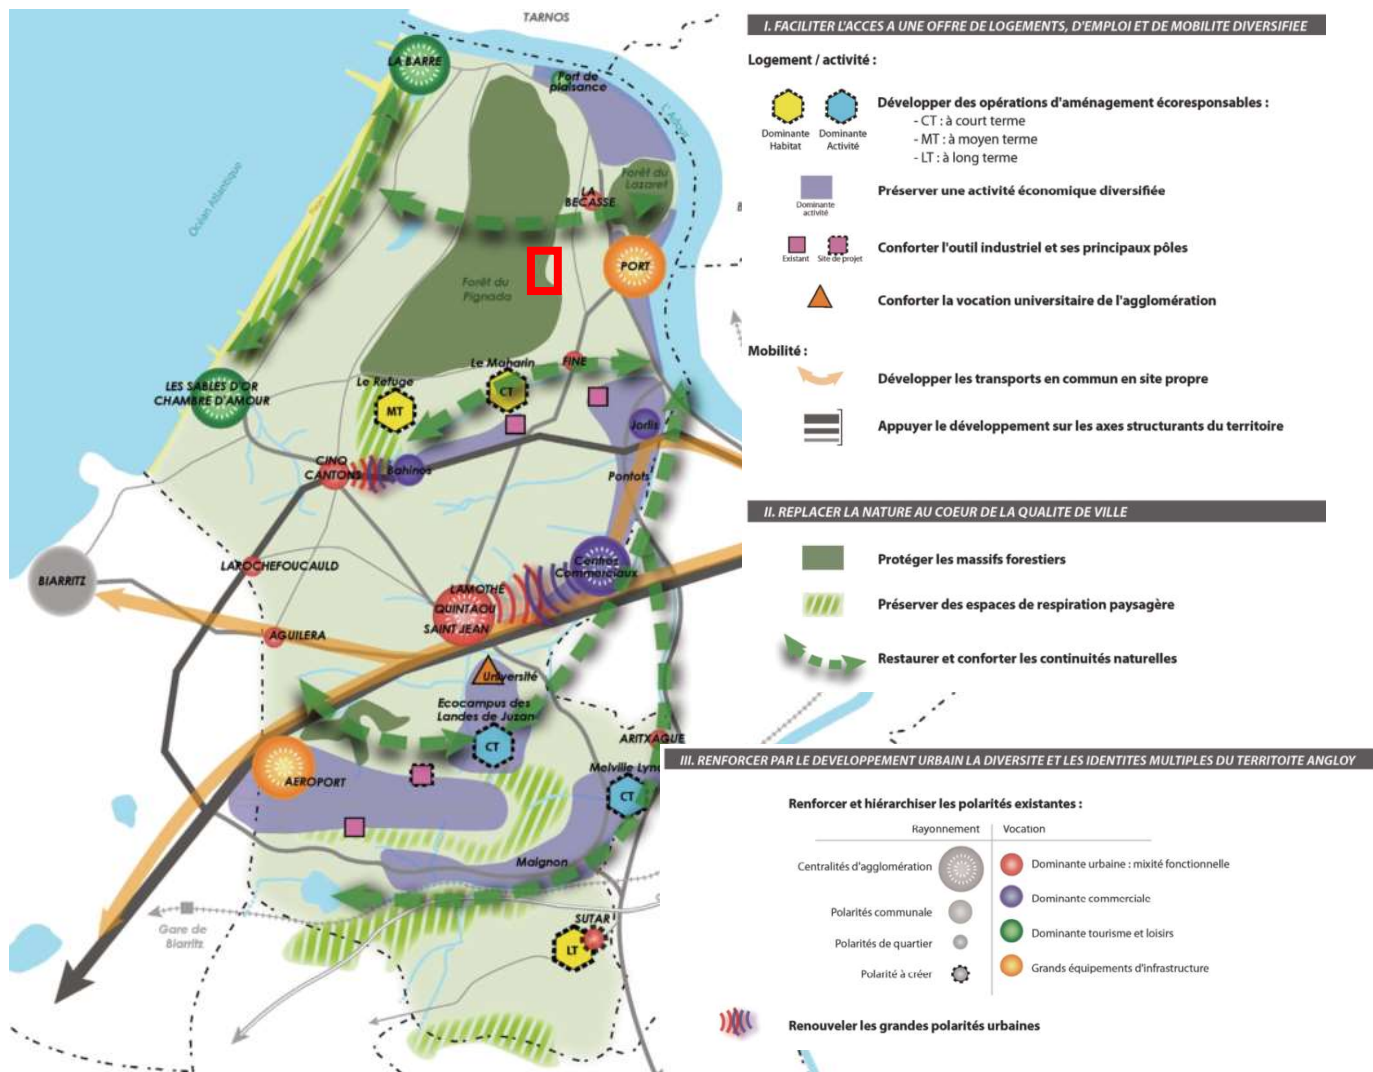 TARNOS
LA BARRE
Port de
plaisance
L'Adour
Océan Atlantique
Forêt du
Lazaret
LA
BECASSE
PORT
Forêt du
Pignada
LES SABLES D'OR
CHAMBRE D'AMOUR
Le Refuge
MT
Le Maharin
CT
FINE
Jorlis
CINQ
CANTONS
Bahinos
Pontots
BIARRITZ
LAROCHEFOUCAULD
Centres
Commerciaux
LAMOTHE
QUINTAOU
SAINT JEAN
AGUILERA
Université
Ecocampus des
Landes de Juzan
CT
ARITXAGUE
AEROPORT
CT
Maignon
SUTAR
LT
Gare de
Biarritz
I. FACILITER L'ACCES A UNE OFFRE DE LOGEMENTS, D'EMPLOI ET DE MOBILITE DIVERSIFIEE
Logement / activité :
Développer des opérations d'aménagement écoresponsables :
- CT : à court terme
- MT : à moyen terme
- LT : à long terme
Dominante
Habitat
Dominante
Activité
Préserver une activité économique diversifiée
Dominante
activité
Conforter l'outil industriel et ses principaux pôles
Existant
Site de projet
Conforter la vocation universitaire de l'agglomération
Mobilité :
Développer les transports en commun en site propre
Appuyer le développement sur les axes structurants du territoire
II. REPLACER LA NATURE AU COEUR DE LA QUALITE DE VILLE
Protéger les massifs forestiers
Préserver des espaces de respiration paysagère
Restaurer et conforter les continuités naturelles
III. RENFORCER PAR LE DEVELOPPEMENT URBAIN LA DIVERSITE ET LES IDENTITES MULTIPLES DU TERRITOITE ANGLOY
Renforcer et hiérarchiser les polarités existantes :
Rayonnement
Vocation
Centralités d'agglomération
Dominante urbaine : mixité fonctionnelle
Dominante commerciale
Polarités communale
Dominante tourisme et loisirs
Polarités de quartier
Grands équipements d'infrastructure
Polarité à créer
Renouveler les grandes polarités urbaines